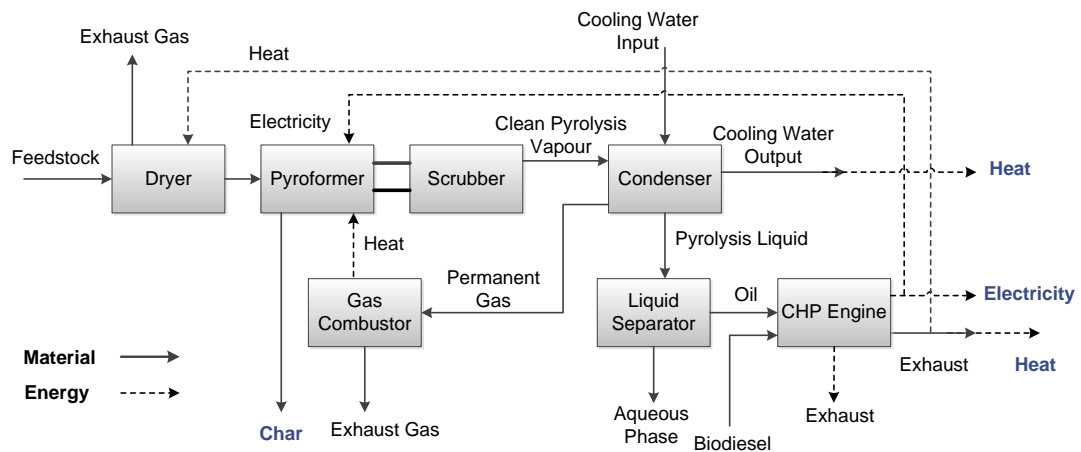 Cooling Water
Input
Exhaust Gas
Heat
Electricity
Clean Pyrolysis
Vapour
Cooling Water
Output
Feedstock
Dryer
Pyroformer
Scrubber
Condenser
Heat
Heat
Pyrolysis Liquid
Permanent
Gas
Gas
Combustor
Liquid
Separator
Oil
CHP Engine
Electricity
Material
Energy
Exhaust
Heat
Char
Exhaust Gas
Aqueous
Phase
Biodiesel
Exhaust